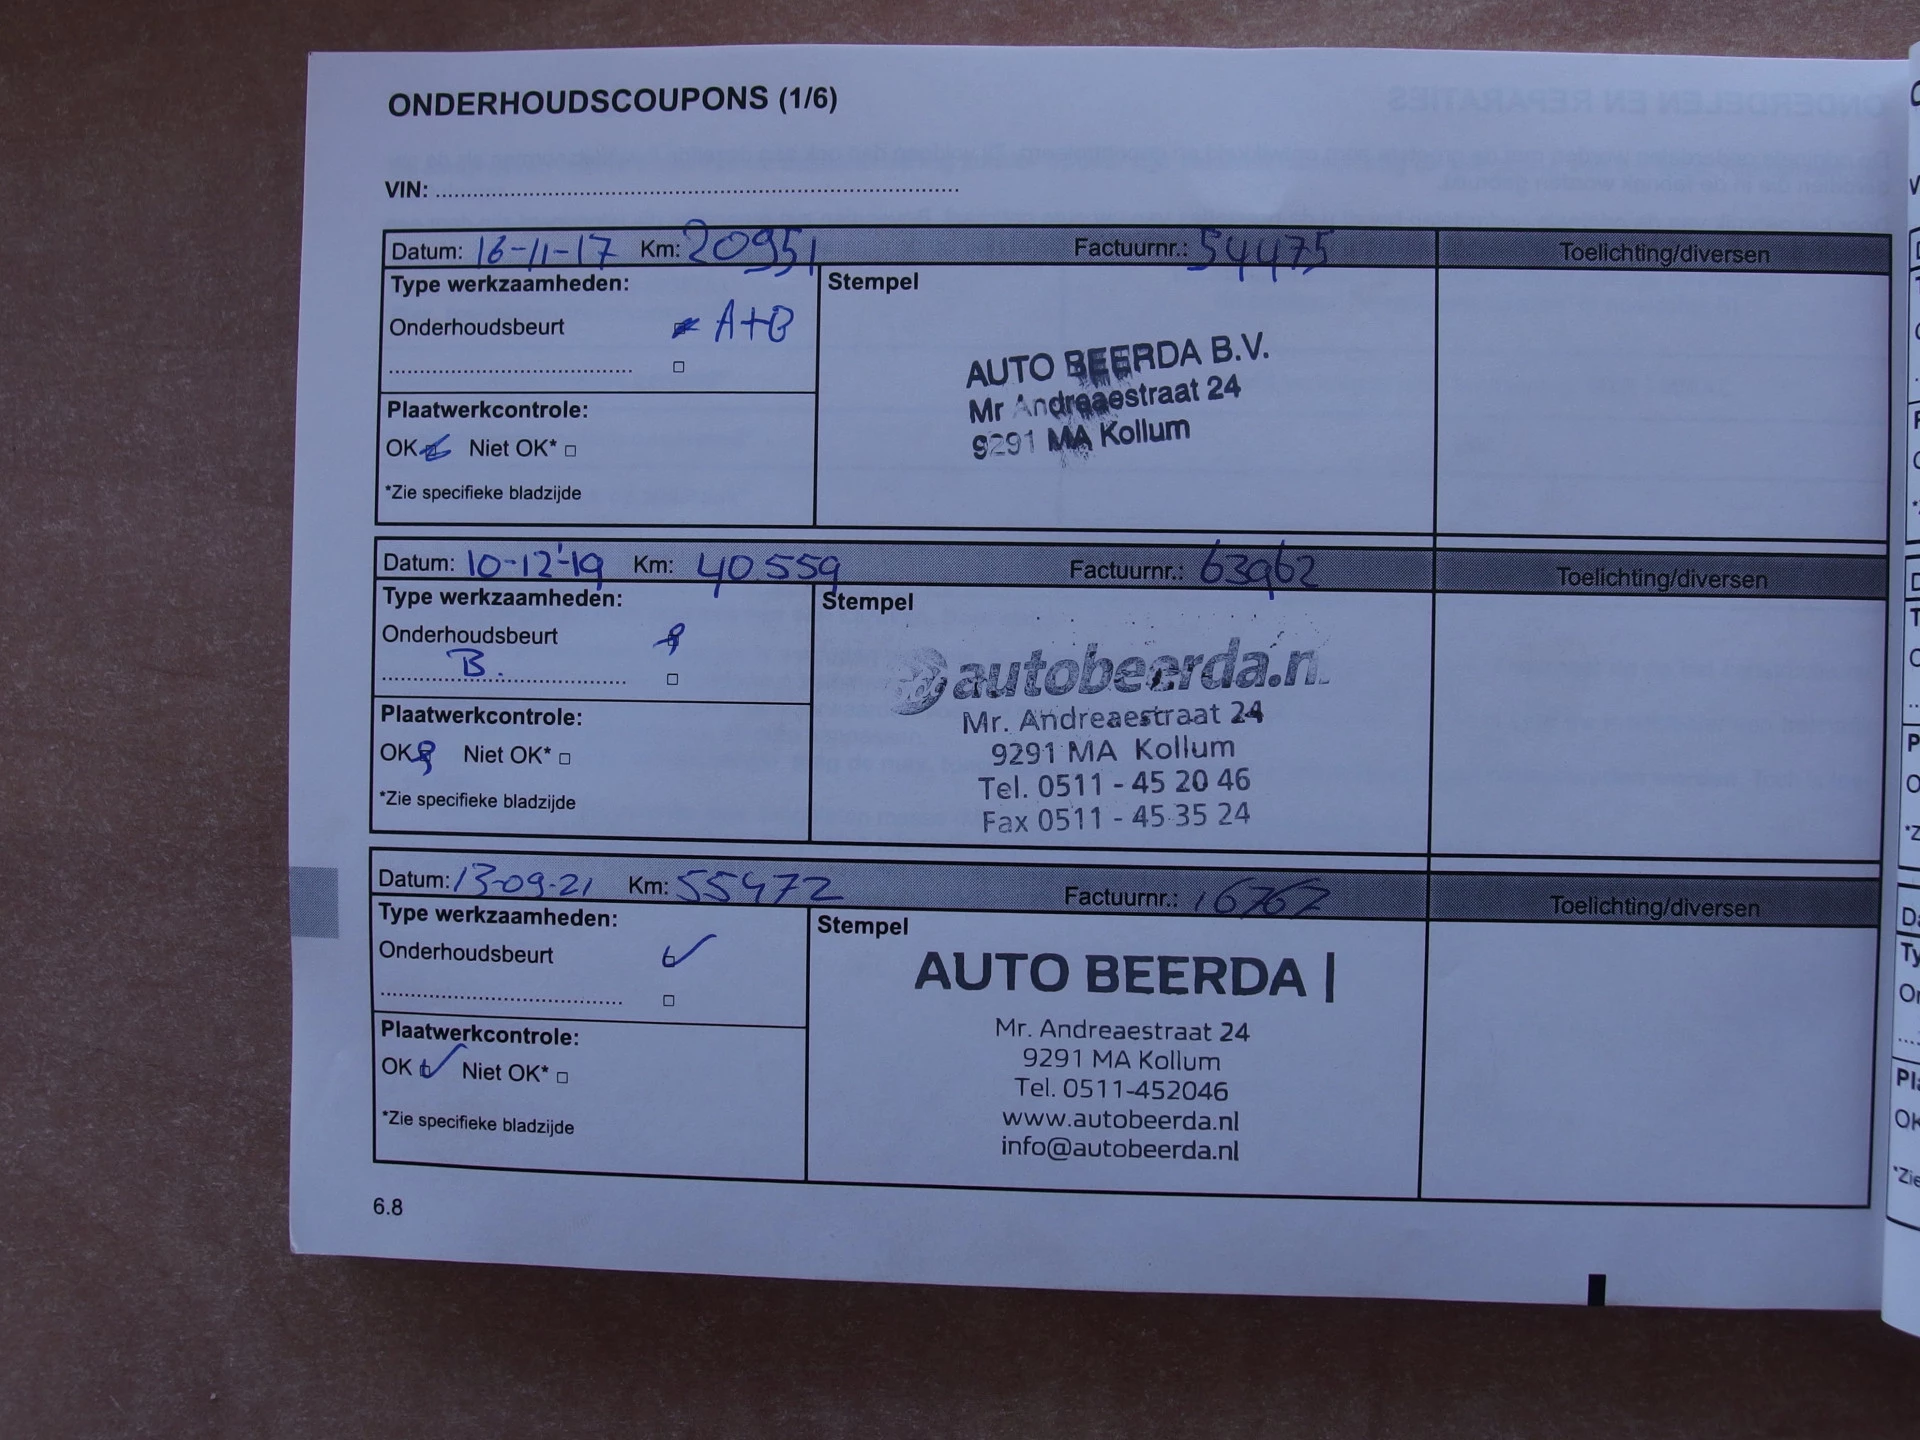 ONDERHOUDSCOUPONS (1/6)
VIN: ..........................................................................
Datum: 16-11-17 Km: 20951 Factuurnr.: 54475 Toelichting/diversen
Type werkzaamheden:
Stempel
Onderhoudsbeurt A+B
AUTO BEERDA B.V.
Mr Andreaestraat 24
9291 MA Kollum
Plaatwerkcontrole:
OK Niet OK* □
*Zie specifieke bladzijde
Datum: 10-12-'19 Km: 40.559 Factuurnr.: 63962 Toelichting/diversen
Type werkzaamheden:
Stempel
Onderhoudsbeurt
B.
autobeerda.n
Mr. Andreaestraat 24
9291 MA Kollum
Tel. 0511 - 45 20 46
Fax 0511 - 45 35 24
Plaatwerkcontrole:
OK Niet OK* □
*Zie specifieke bladzijde
Datum: 13-09-21 Km: 55472 Factuurnr.: 16762 Toelichting/diversen
Type werkzaamheden:
Stempel
Onderhoudsbeurt
AUTO BEERDA |
Mr. Andreaestraat 24
9291 MA Kollum
Tel. 0511-452046
www.autobeerda.nl
info@autobeerda.nl
Plaatwerkcontrole:
OK Niet OK* □
*Zie specifieke bladzijde
6.8